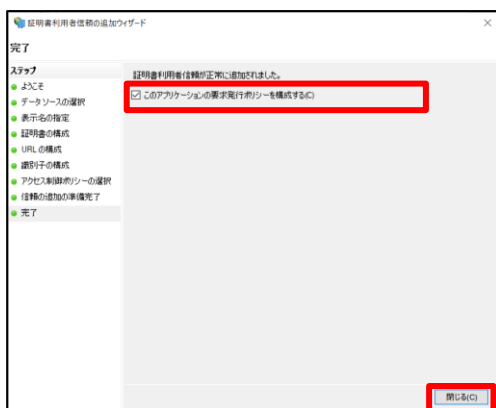 証明書利用者信頼の追加ウィザード
完了
ステップ
ようこそ
データソースの選択
表示名の指定
証明書の構成
URL の構成
識別子の構成
アクセス制御ポリシーの選択
信頼の追加の準備完了
完了
証明書利用者信頼が正常に追加されました。
このアプリケーションの要求発行ポリシーを構成する(C)
閉じる(C)